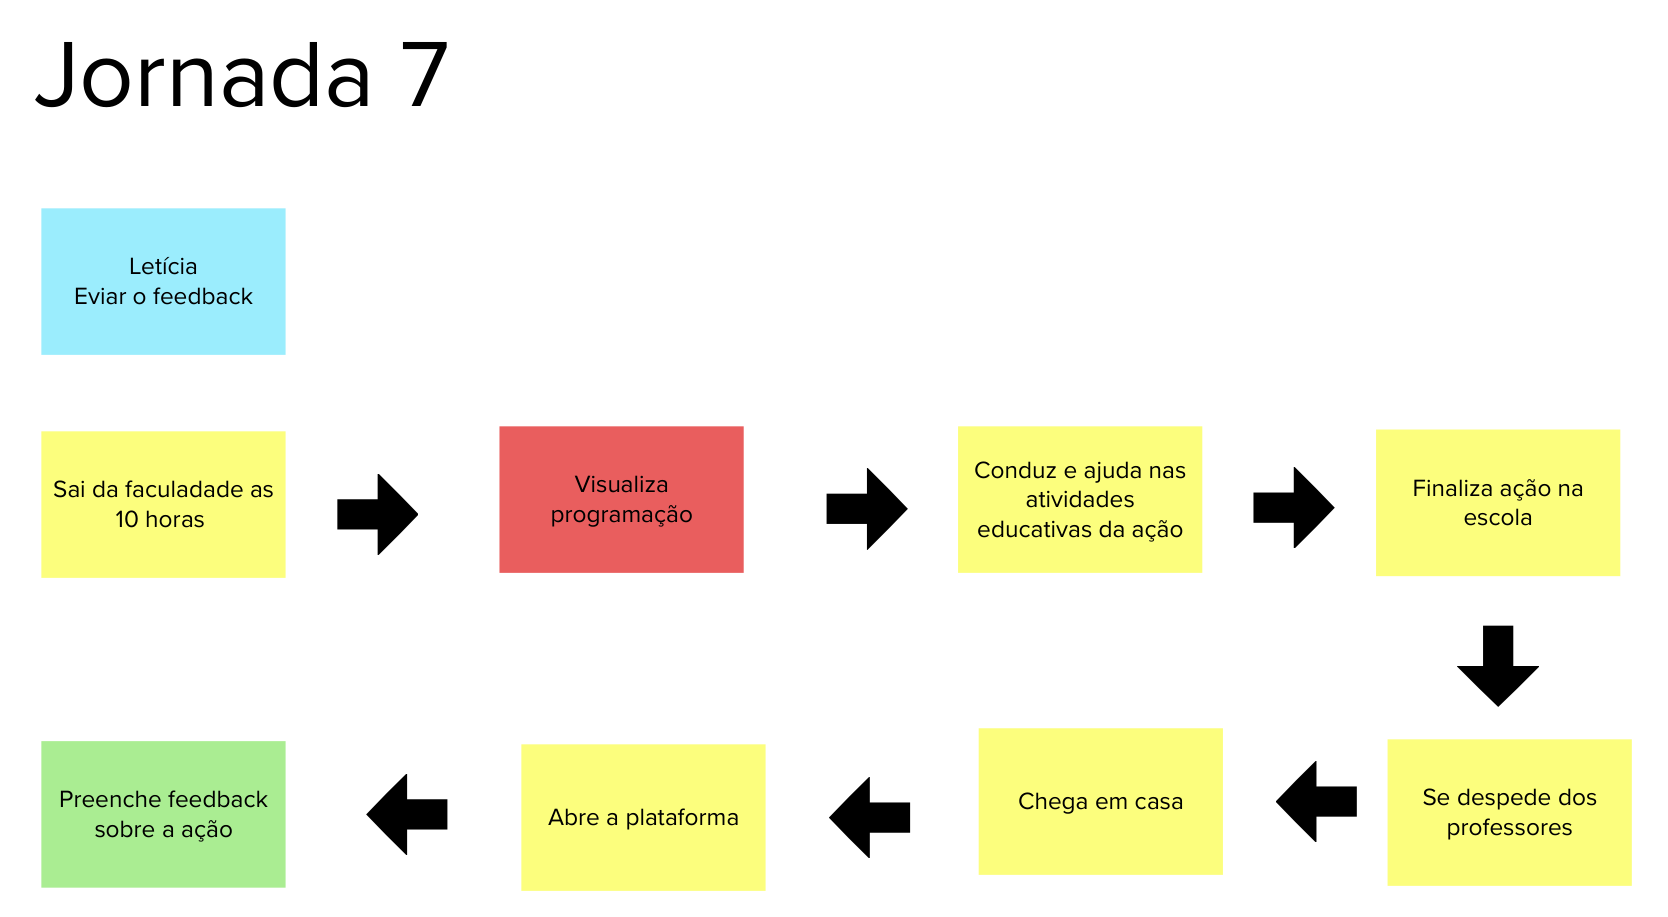 Jornada 7
Letícia
Eviar o feedback
Sai da faculadade as
10 horas
Visualiza
programação
Conduz e ajuda nas
atividades
educativas da ação
Finaliza ação na
escola
Se despede dos
professores
Chega em casa
Abre a plataforma
Preenche feedback
sobre a ação